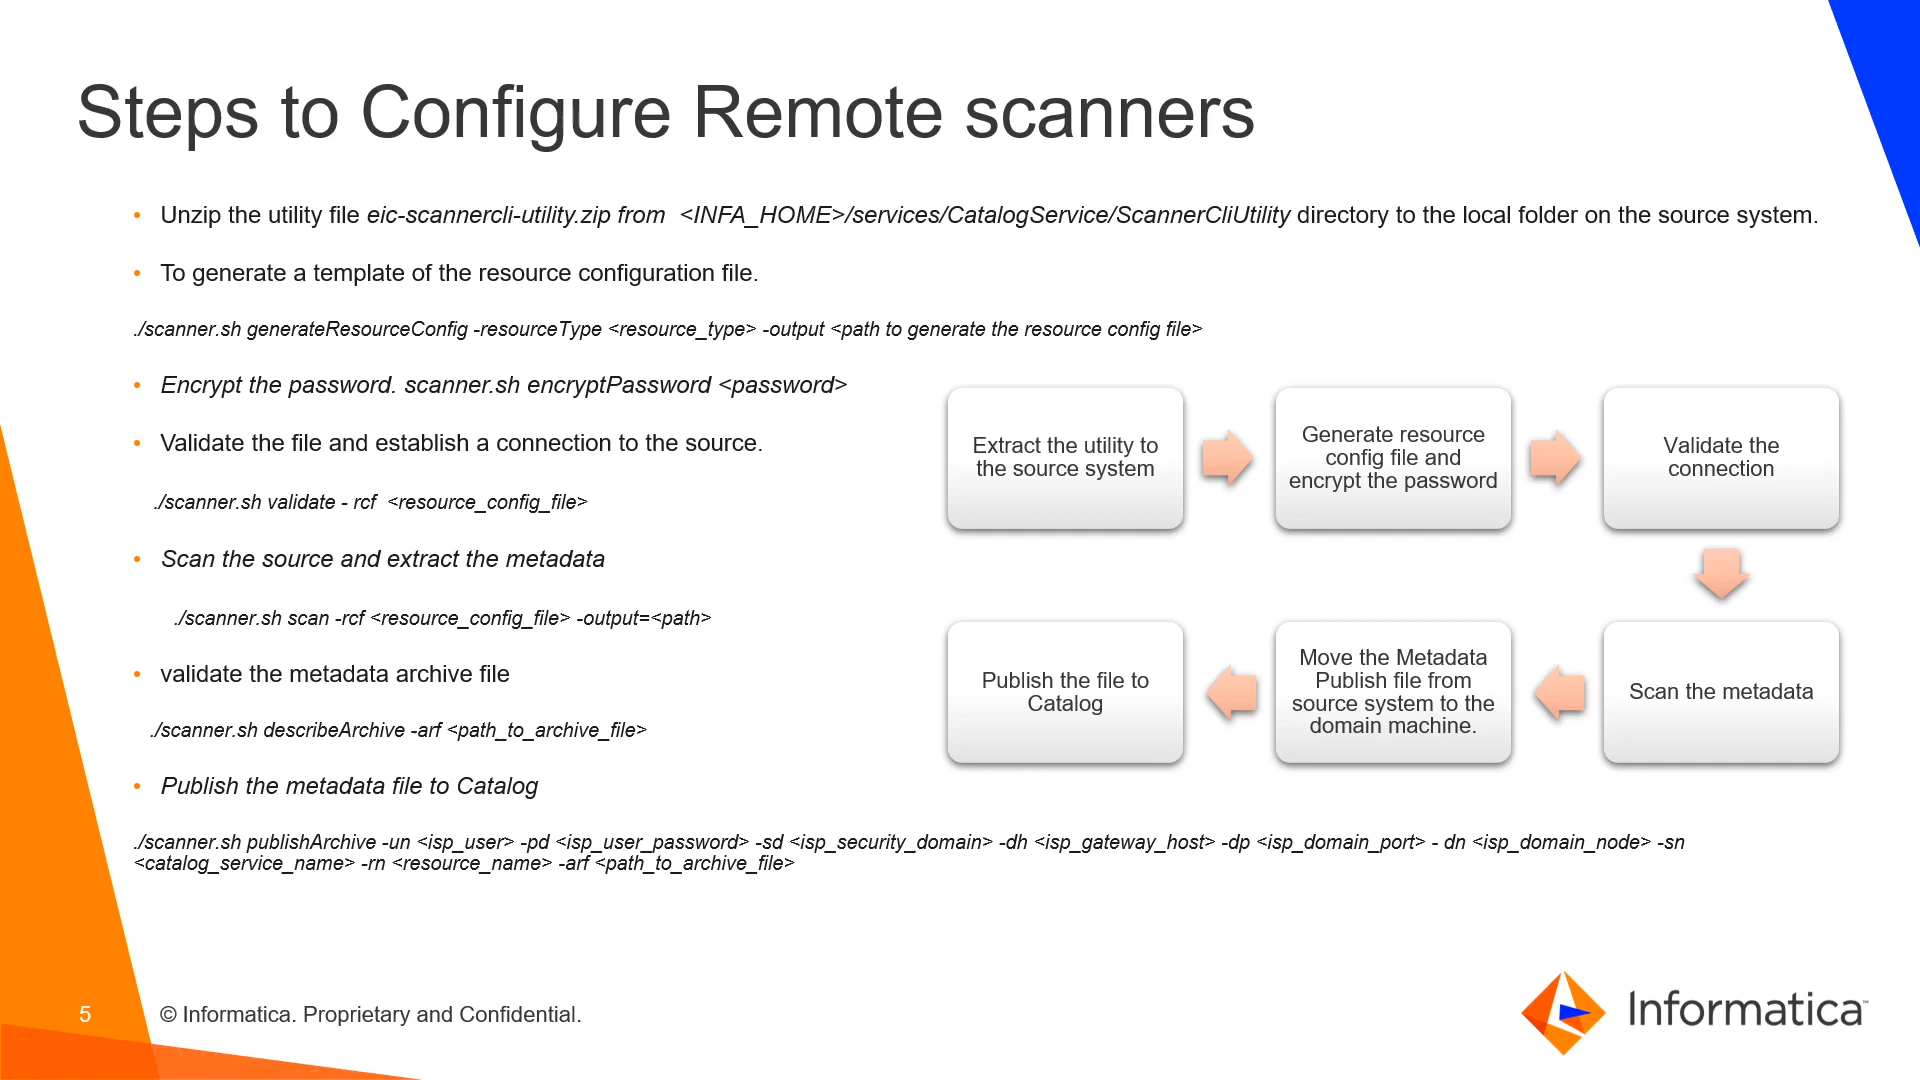 Steps to Configure Remote scanners
• Unzip the utility file eic-scannercli-utility.zip from <INFA_HOME>/services/CatalogService/ScannerCliUtility directory to the local folder on the source system.
• To generate a template of the resource configuration file.
./scanner.sh generateResourceConfig -resourceType <resource_type> -output <path to generate the resource config file>
• Encrypt the password. scanner.sh encryptPassword <password>
• Validate the file and establish a connection to the source.
./scanner.sh validate - rcf <resource_config_file>
• Scan the source and extract the metadata
./scanner.sh scan -rcf <resource_config_file> -output=<path>
• validate the metadata archive file
./scanner.sh describeArchive -arf <path_to_archive_file>
• Publish the metadata file to Catalog
./scanner.sh publishArchive -un <isp_user> -pd <isp_user_password> -sd <isp_security_domain> -dh <isp_gateway_host> -dp <isp_domain_port> - dn <isp_domain_node> -sn
<catalog_service_name> -rn <resource_name> -arf <path_to_archive_file>
Extract the utility to
the source system
Generate resource
config file and
encrypt the password
Validate the
connection
Scan the metadata
Move the Metadata
Publish file from
source system to the
domain machine.
Publish the file to
Catalog
5
© Informatica. Proprietary and Confidential.
Informatica™